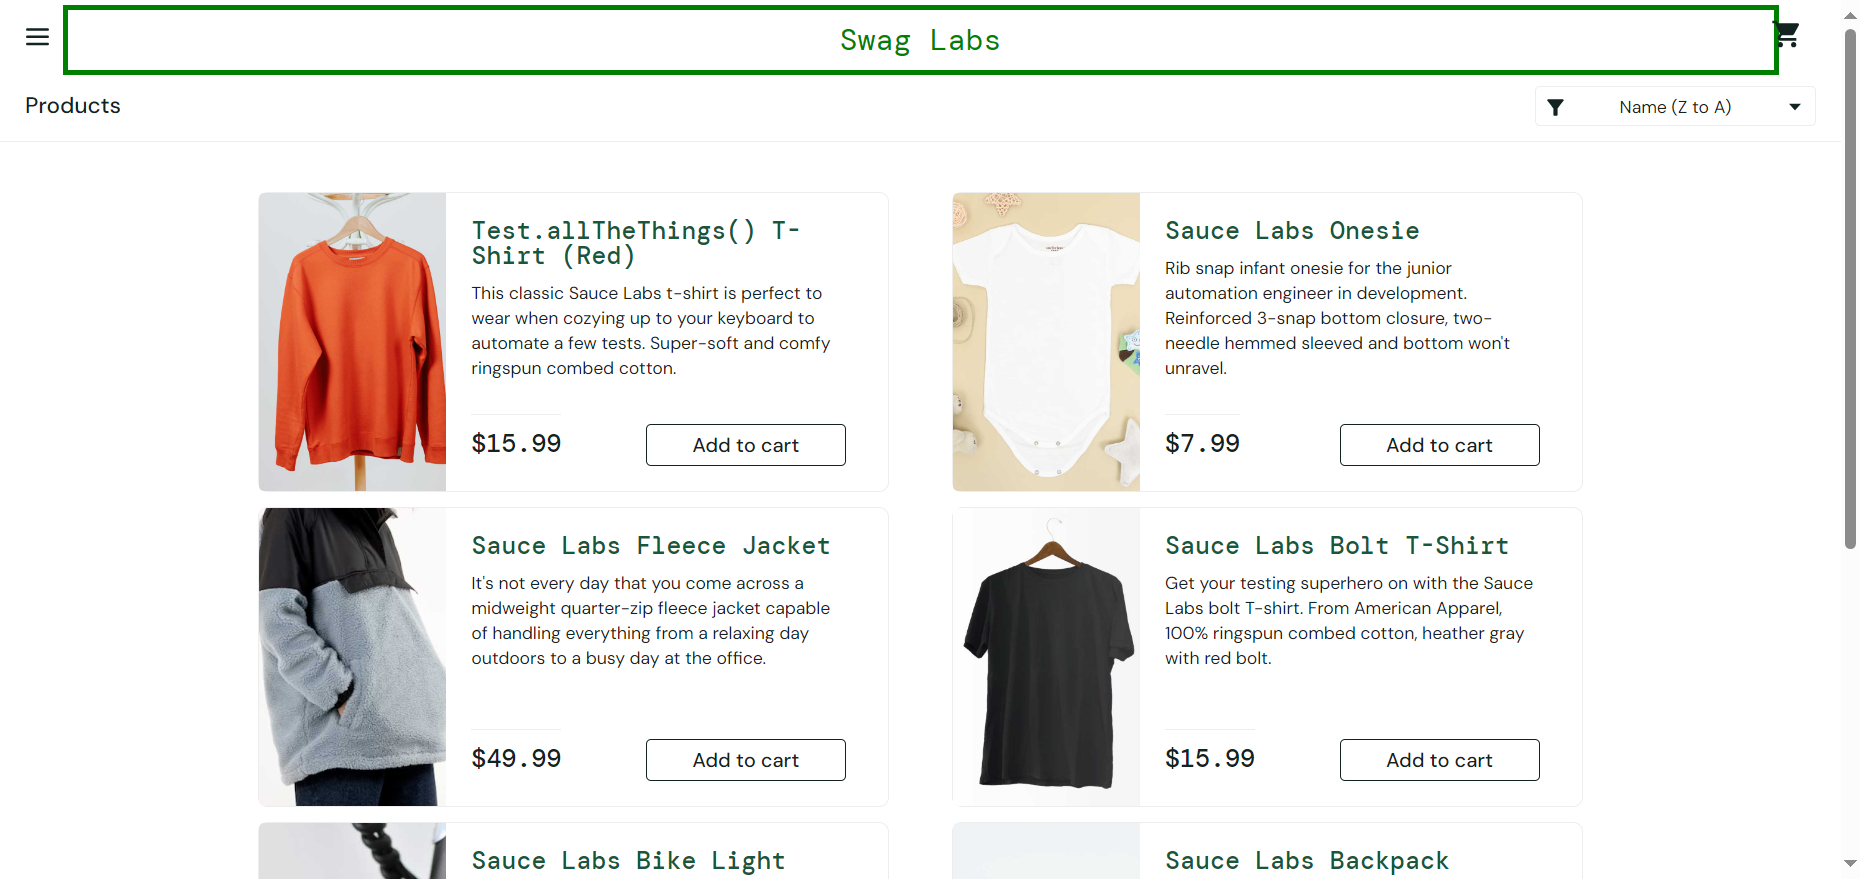 Swag Labs
Products
Name (Z to A)
Test.allTheThings() T-
Shirt (Red)
This classic Sauce Labs t-shirt is perfect to
wear when cozying up to your keyboard to
automate a few tests. Super-soft and comfy
ringspun combed cotton.
$15.99
Add to cart
Sauce Labs Onesie
Rib snap infant onesie for the junior
automation engineer in development.
Reinforced 3-snap bottom closure, two-
needle hemmed sleeved and bottom won't
unravel.
$7.99
Add to cart
Sauce Labs Fleece Jacket
It's not every day that you come across a
midweight quarter-zip fleece jacket capable
of handling everything from a relaxing day
outdoors to a busy day at the office.
$49.99
Add to cart
Sauce Labs Bolt T-Shirt
Get your testing superhero on with the Sauce
Labs bolt T-shirt. From American Apparel,
100% ringspun combed cotton, heather gray
with red bolt.
$15.99
Add to cart
Sauce Labs Bike Light
Sauce Labs Backpack